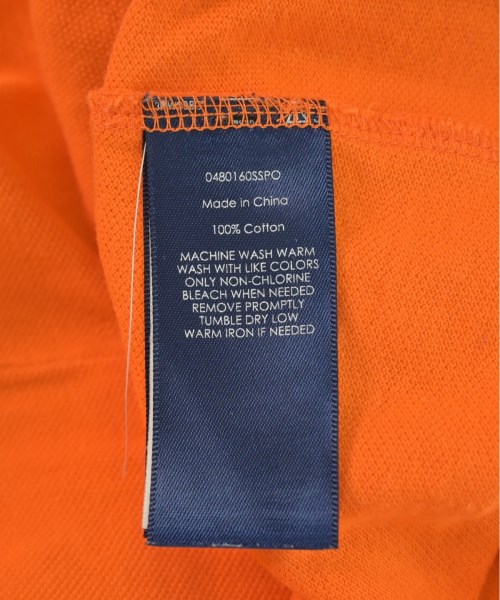 0480160SSPO
Made in China
100% Cotton
MACHINE WASH WARM
WASH WITH LIKE COLORS
ONLY NON-CHLORINE
BLEACH WHEN NEEDED
REMOVE PROMPTLY
TUMBLE DRY LOW
WARM IRON IF NEEDED